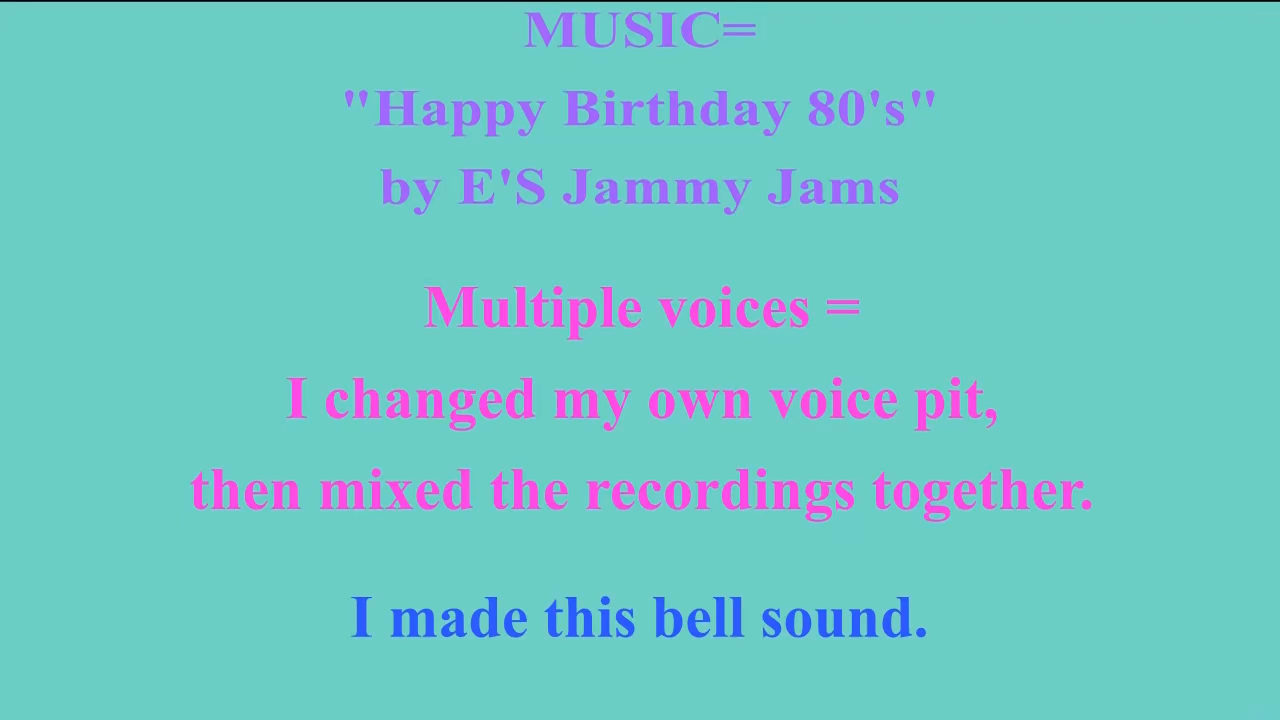 MUSIC=
"Happy Birthday 80's"
by E'S Jammy Jams
Multiple voices =
I changed my own voice pit,
then mixed the recordings together.
I made this bell sound.